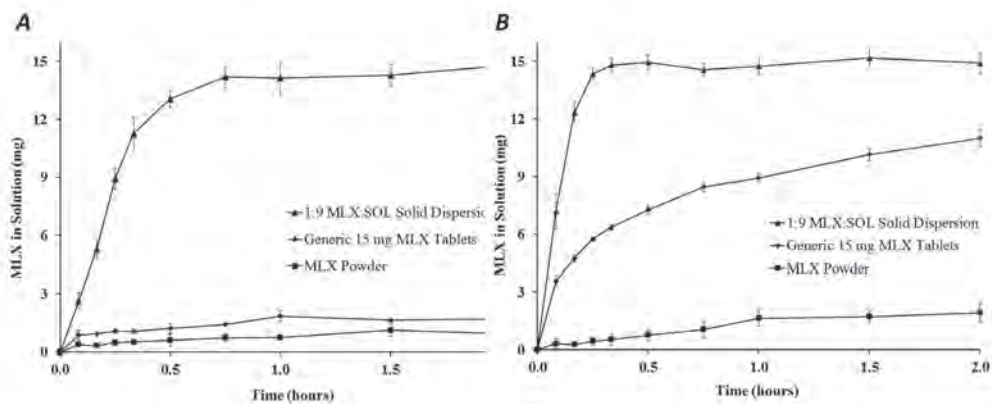 A
15
12
9
6
3
0
0.0
0.5
1.0
1.5
MLX in Solution (mg)
Time (hours)
1:9 MLX:SOL Solid Dispersio
Generic 15 mg MLX Tablets
MLX Powder
B
15
12
9
6
3
0
0.0
0.5
1.0
1.5
2.0
MLX in Solution (mg)
Time (hours)
1:9 MLX:SOL Solid Dispersion
Generic 15 mg MLX Tablets
MLX Powder